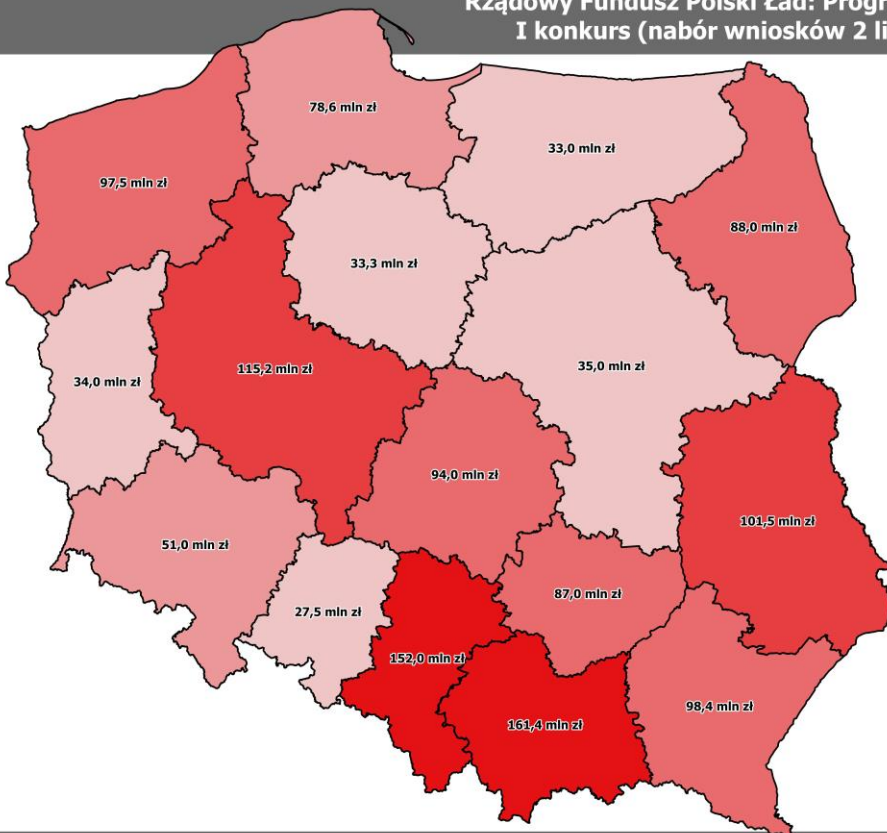 Rządowy Fundusz Polski Ład:
I konkurs (nabór wniosków 2
78,6 mln zł
33,0 mln zł
97,5 mln zł
88,0 mln zł
33,3 mln zł
34,0 mln zł
115,2 mln zł
35,0 mln zł
94,0 mln zł
101,5 mln zł
51,0 mln zł
27,5 mln zł
87,0 mln zł
152,0 mln zł
161,4 mln zł
98,4 mln zł